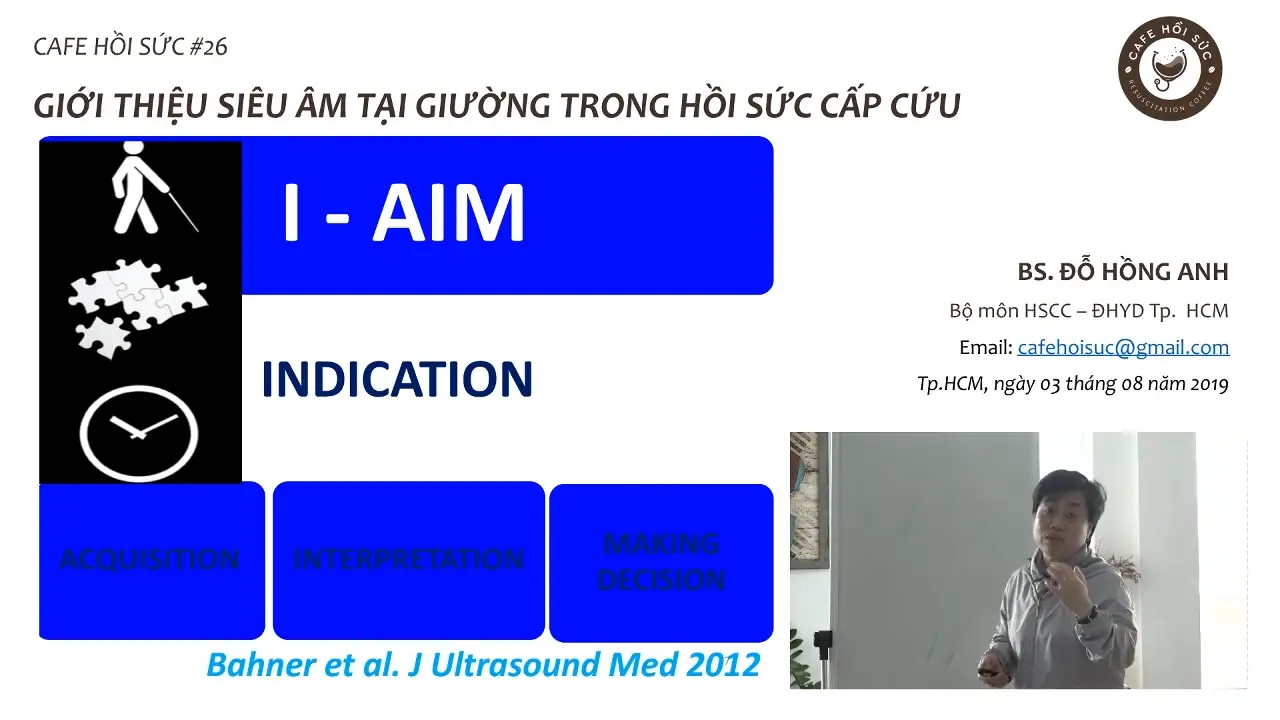 CAFE HỒI SỨC #26
CAFE HỒI SỨC
RESUSCITATION COFFEE
GIỚI THIỆU SIÊU ÂM TẠI GIƯỜNG TRONG HỒI SỨC CẤP CỨU
I - AIM
INDICATION
ACQUISITION
INTERPRETATION
MAKING
DECISION
Bahner et al. J Ultrasound Med 2012
BS. ĐỖ HỒNG ANH
Bộ môn HSCC – ĐHYD Tp. HCM
Email: cafehoisuc@gmail.com
Tp.HCM, ngày 03 tháng 08 năm 2019